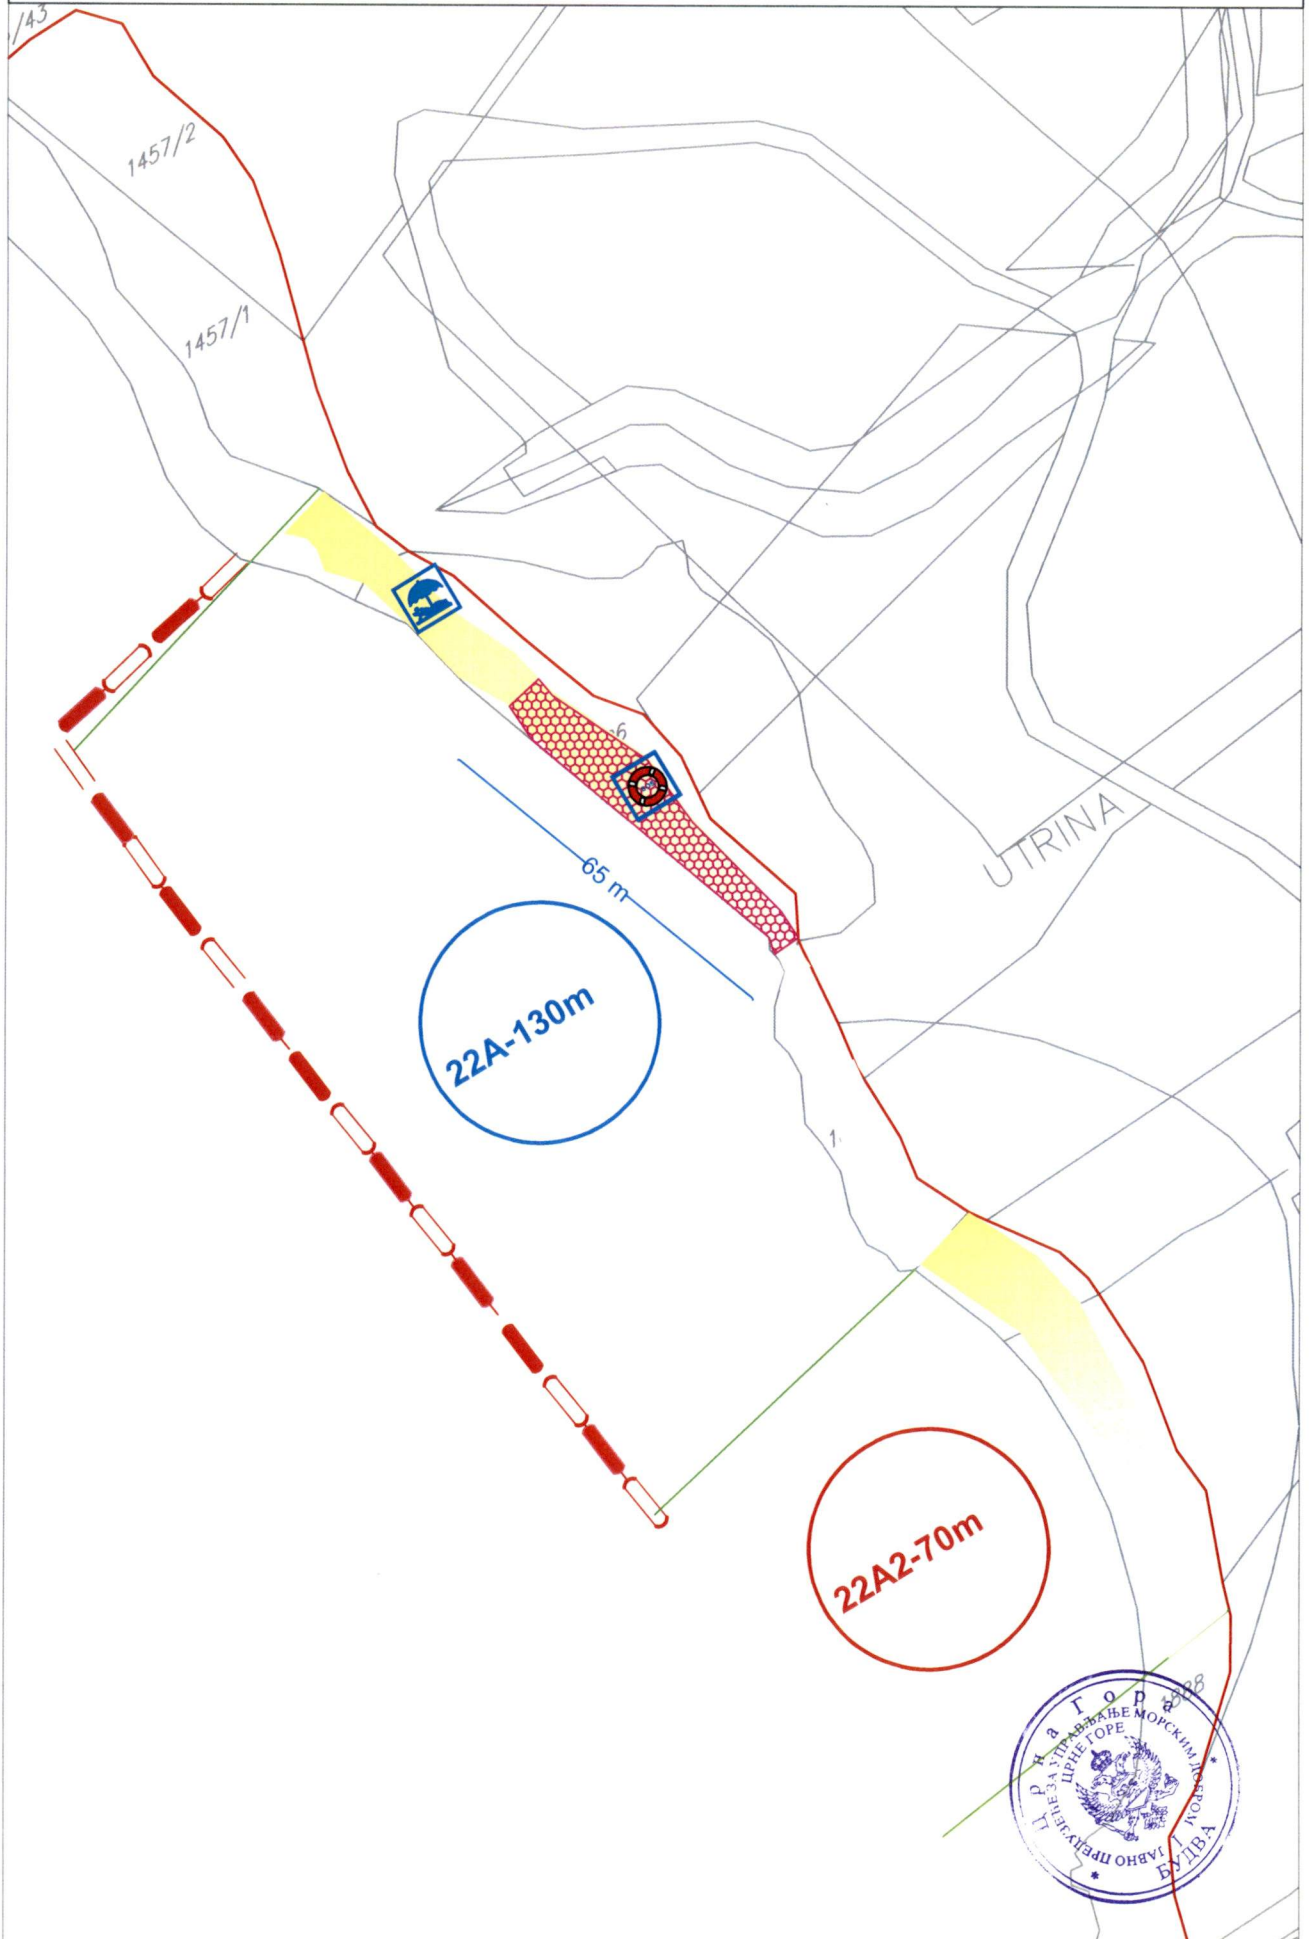 /43
1457/2
1457/1
6
65 m
UTRINA
22A-130m
1.
22A2-70m
1888
Црна Гора
ЈАВНО ПРЕДУЗЕЋЕ ЗА УПРАВЉАЊЕ МОРСКИМ ДОБРОМ
ЦРНЕ ГОРЕ
I
БУДВА